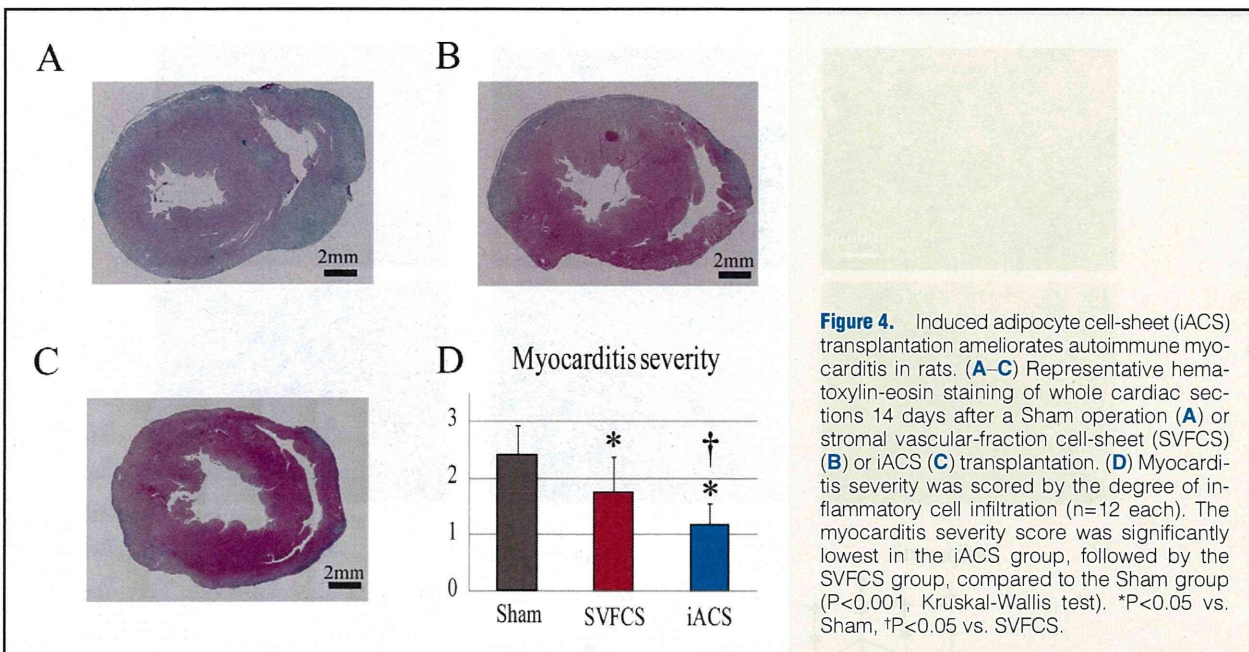 A
2mm
B
2mm
C
2mm
D
Myocarditis severity
3
2
1
0
*
†
*
Sham
SVFCS
iACS
Figure 4. Induced adipocyte cell-sheet (iACS)
transplantation ameliorates autoimmune myo-
carditis in rats. (A–C) Representative hema-
toxylin-eosin staining of whole cardiac sec-
tions 14 days after a Sham operation (A) or
stromal vascular-fraction cell-sheet (SVFCS)
(B) or iACS (C) transplantation. (D) Myocardi-
tis severity was scored by the degree of in-
flammatory cell infiltration (n=12 each). The
myocarditis severity score was significantly
lowest in the iACS group, followed by the
SVFCS group, compared to the Sham group
(P<0.001, Kruskal-Wallis test). *P<0.05 vs.
Sham, †P<0.05 vs. SVFCS.